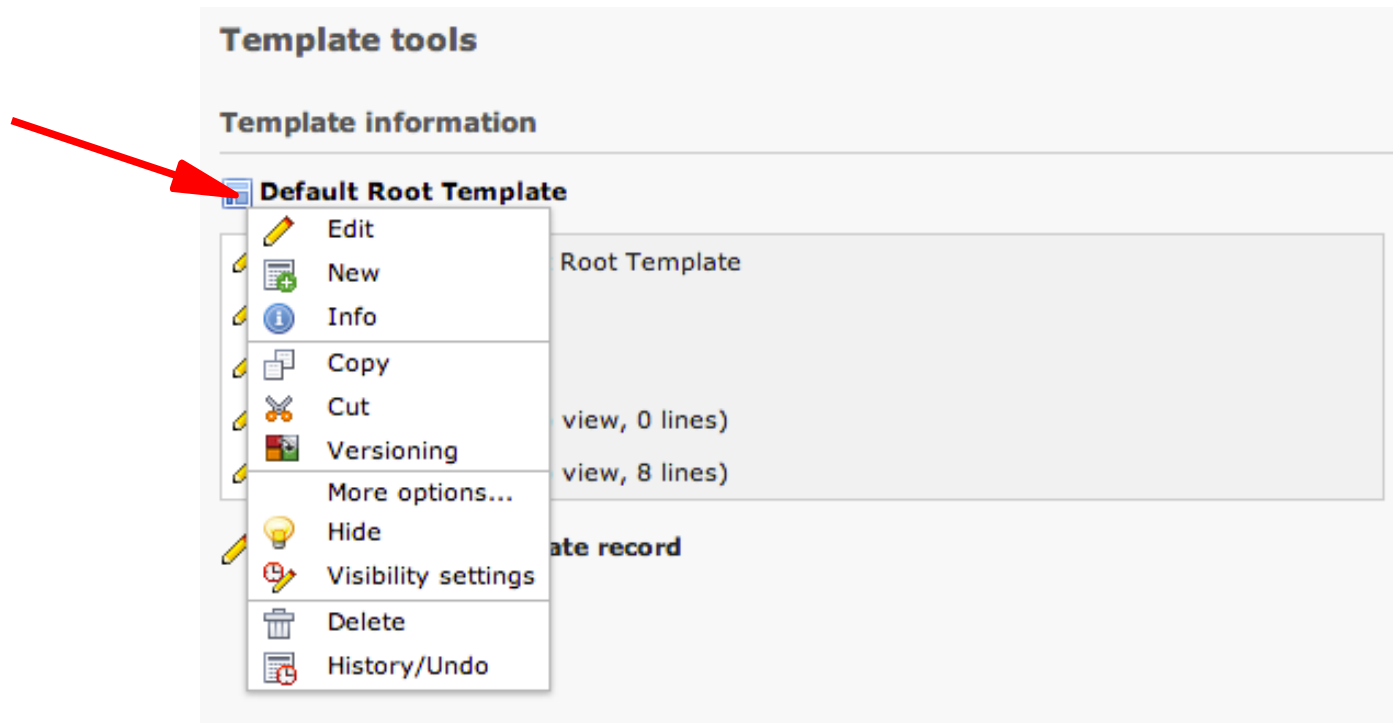 Template tools
Template information
Default Root Template
Edit
Root Template
New
Info
Copy
Cut
view, 0 lines)
Versioning
view, 8 lines)
More options...
Hide
ate record
Visibility settings
Delete
History/Undo